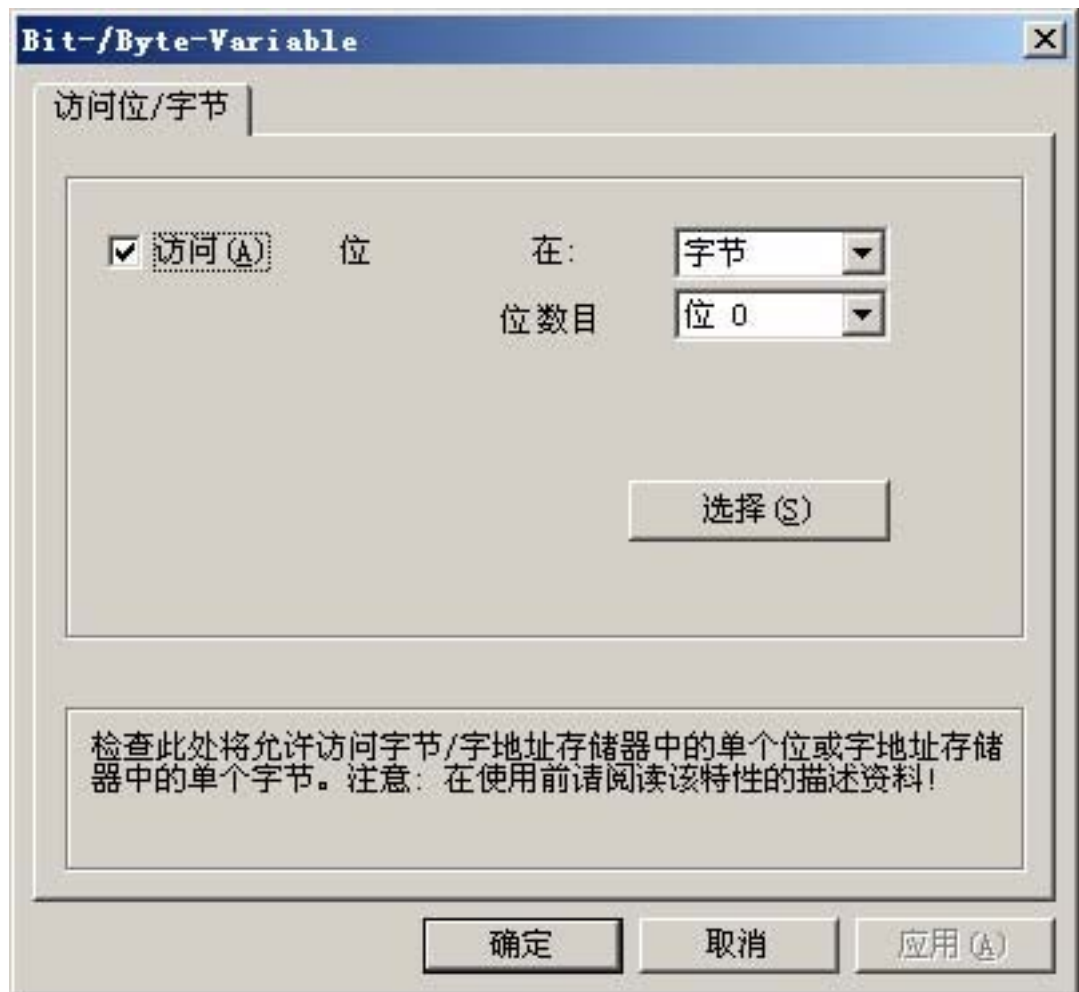 Bit-/Byte-Variable
访问位/字节
访问(A) 位 在: 字节
位数目 位 0
选择(S)
检查此处将允许访问字节/字地址存储器中的单个位或字地址存储
器中的单个字节。注意: 在使用前请阅读该特性的描述资料!
确定 取消 应用(A)